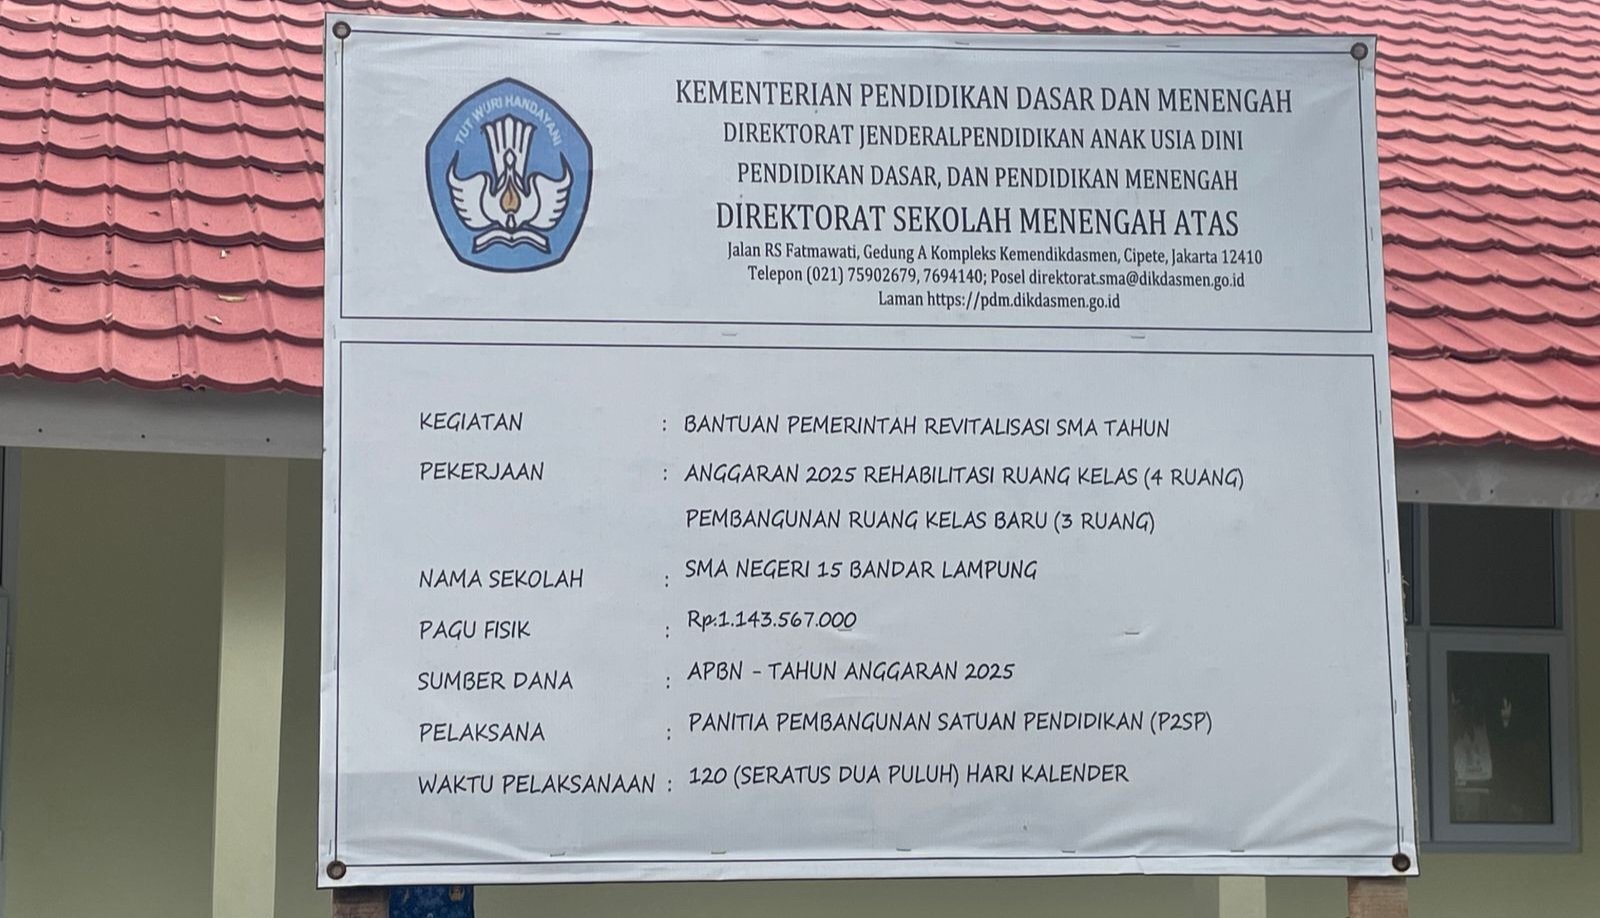 TUT WURI HANDAYANI
KEMENTERIAN PENDIDIKAN DASAR DAN MENENGAH
DIREKTORAT JENDERALPENDIDIKAN ANAK USIA DINI
PENDIDIKAN DASAR, DAN PENDIDIKAN MENENGAH
DIREKTORAT SEKOLAH MENENGAH ATAS
Jalan RS Fatmawati, Gedung A Kompleks Kemendikdasmen, Cipete, Jakarta 12410
Telepon (021) 75902679, 7694140; Posel direktorat.sma@dikdasmen.go.id
Laman https://pdm.dikdasmen.go.id
KEGIATAN : BANTUAN PEMERINTAH REVITALISASI SMA TAHUN
PEKERJAAN : ANGGARAN 2025 REHABILITASI RUANG KELAS (4 RUANG)
PEMBANGUNAN RUANG KELAS BARU (3 RUANG)
NAMA SEKOLAH : SMA NEGERI 15 BANDAR LAMPUNG
PAGU FISIK : Rp.1.143.567.000
SUMBER DANA : APBN - TAHUN ANGGARAN 2025
PELAKSANA : PANITIA PEMBANGUNAN SATUAN PENDIDIKAN (P2SP)
WAKTU PELAKSANAAN : 120 (SERATUS DUA PULUH) HARI KALENDER